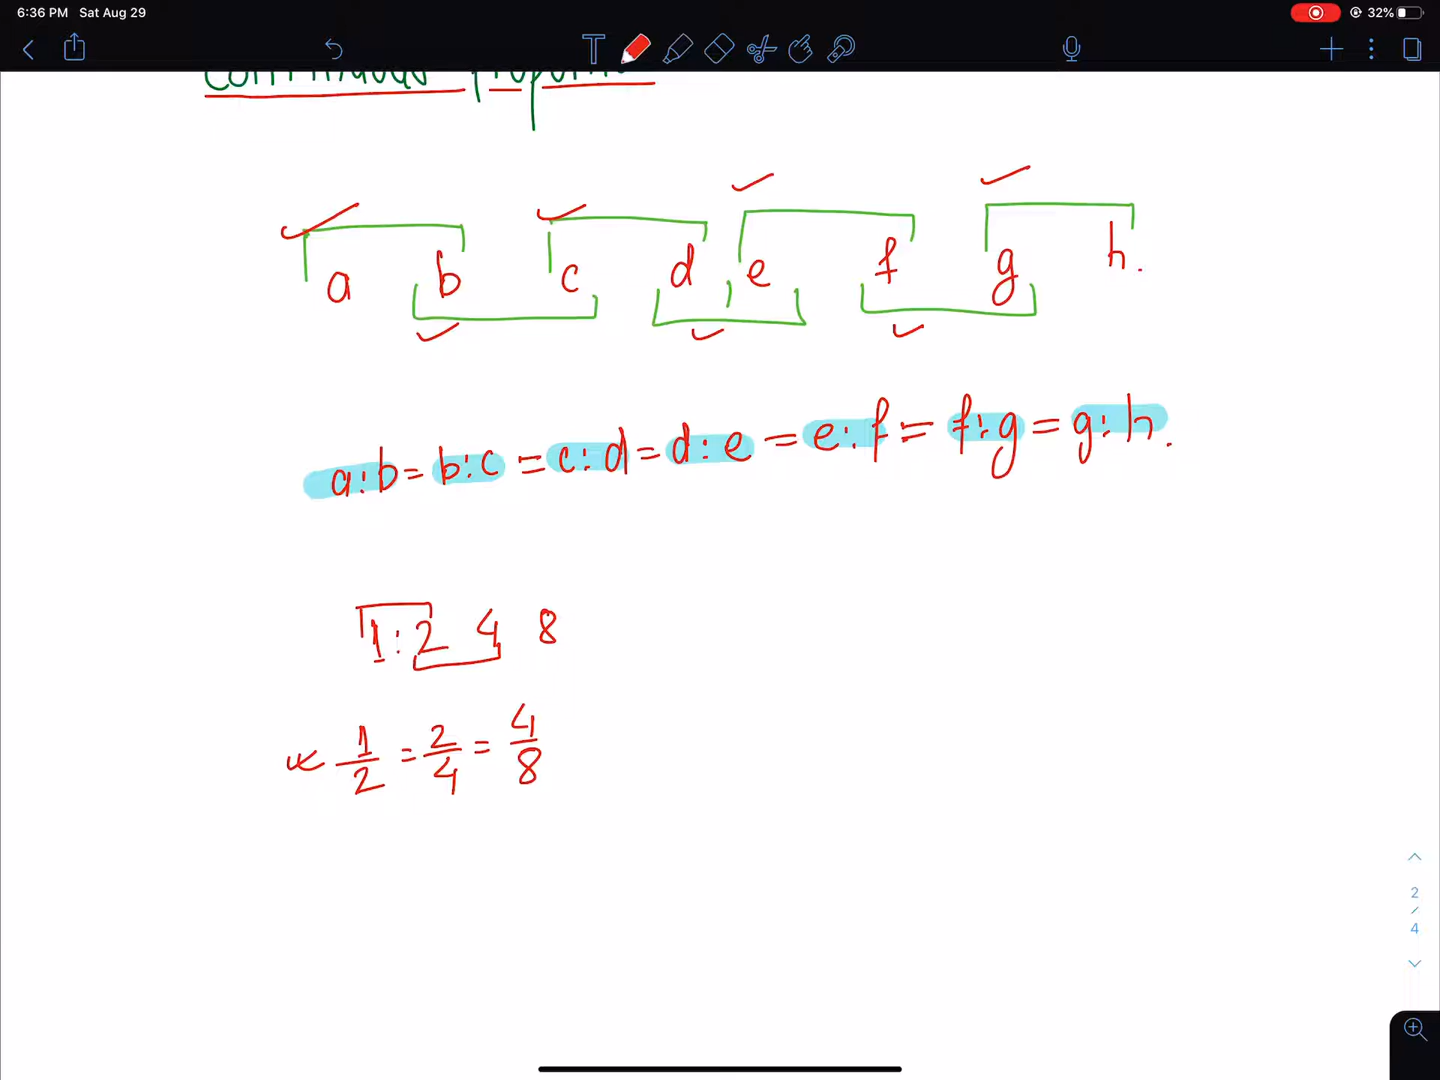 6:36 PM Sat Aug 29
32%
T
a b c d e f g h.
a:b = b:c = c:d = d:e = e:f = f:g = g:h.
1:2 4 8
1/2 = 2/4 = 4/8
2
/
4